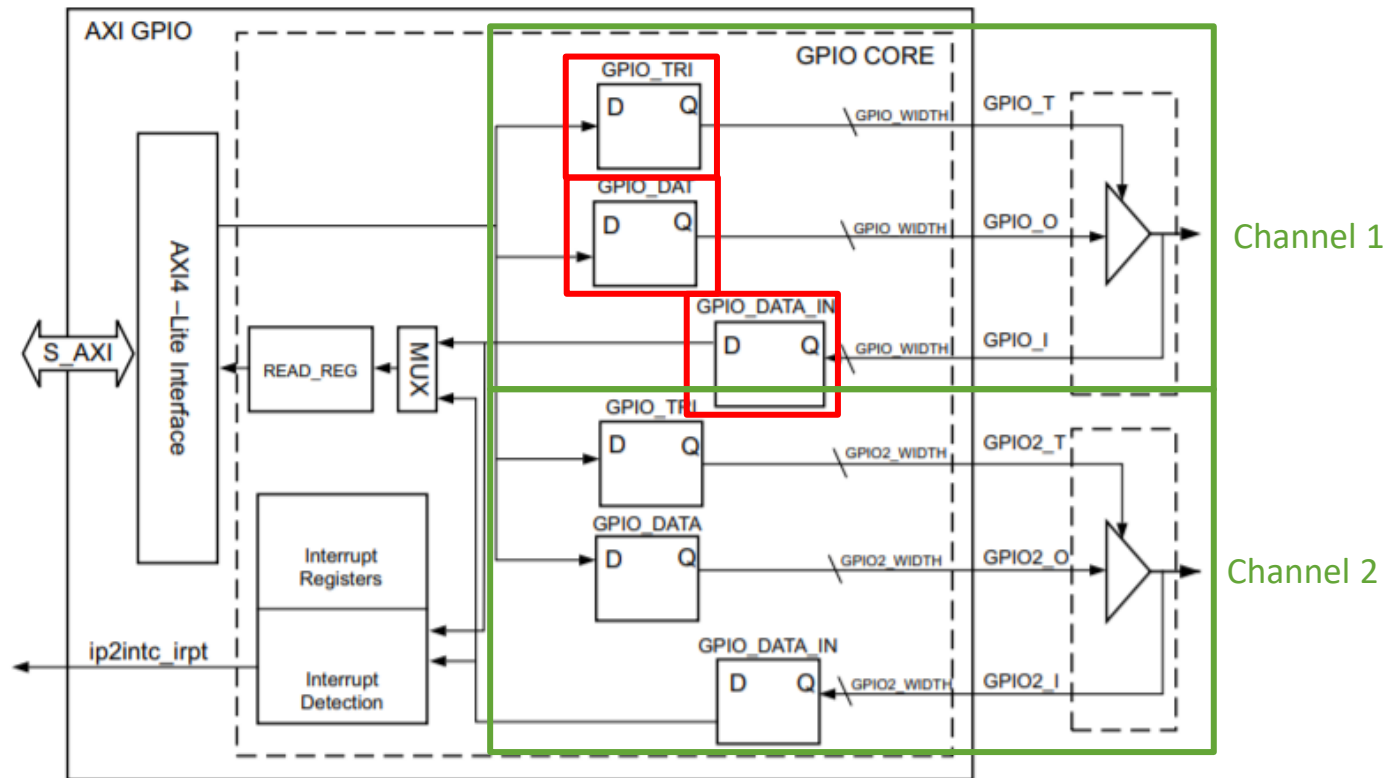 AXI GPIO
GPIO CORE
GPIO_TRI
D Q
GPIO_WIDTH
GPIO_T
GPIO_DAT
D Q
GPIO_WIDTH
GPIO_O
Channel 1
AXI4 –Lite Interface
GPIO_DATA_IN
D Q
GPIO_WIDTH
GPIO_I
S_AXI
READ_REG
MUX
GPIO_TRI
D Q
GPIO2_WIDTH
GPIO2_T
GPIO_DATA
D Q
GPIO2_WIDTH
GPIO2_O
Channel 2
Interrupt
Registers
ip2intc_irpt
Interrupt
Detection
GPIO_DATA_IN
D Q
GPIO2_WIDTH
GPIO2_I